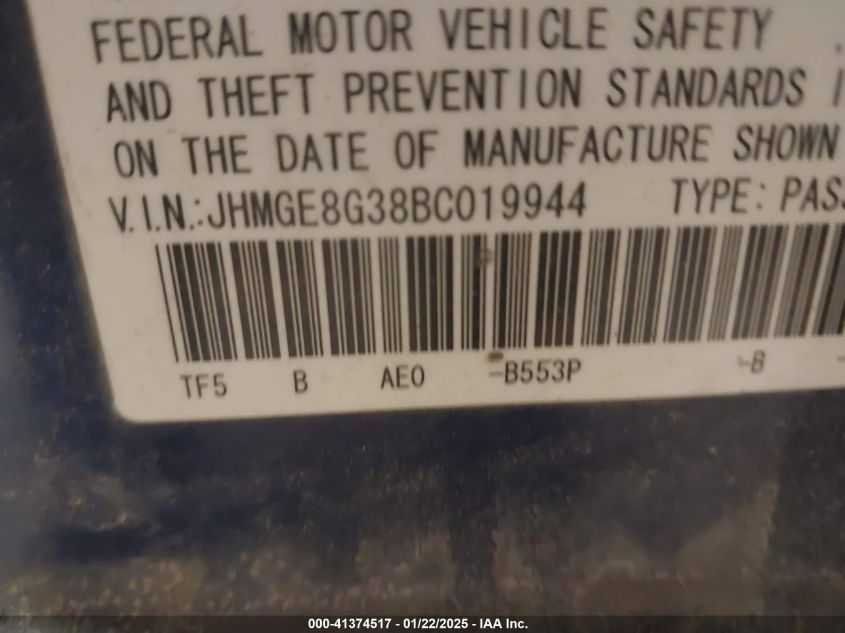 FEDERAL MOTOR VEHICLE SAFETY
AND THEFT PREVENTION STANDARDS
ON THE DATE OF MANUFACTURE SHOWN
V.I.N.:JHMGE8G38BC019944 TYPE: PAS
TF5 B AE0 -B553P -B
000-41374517 - 01/22/2025 - IAA Inc.